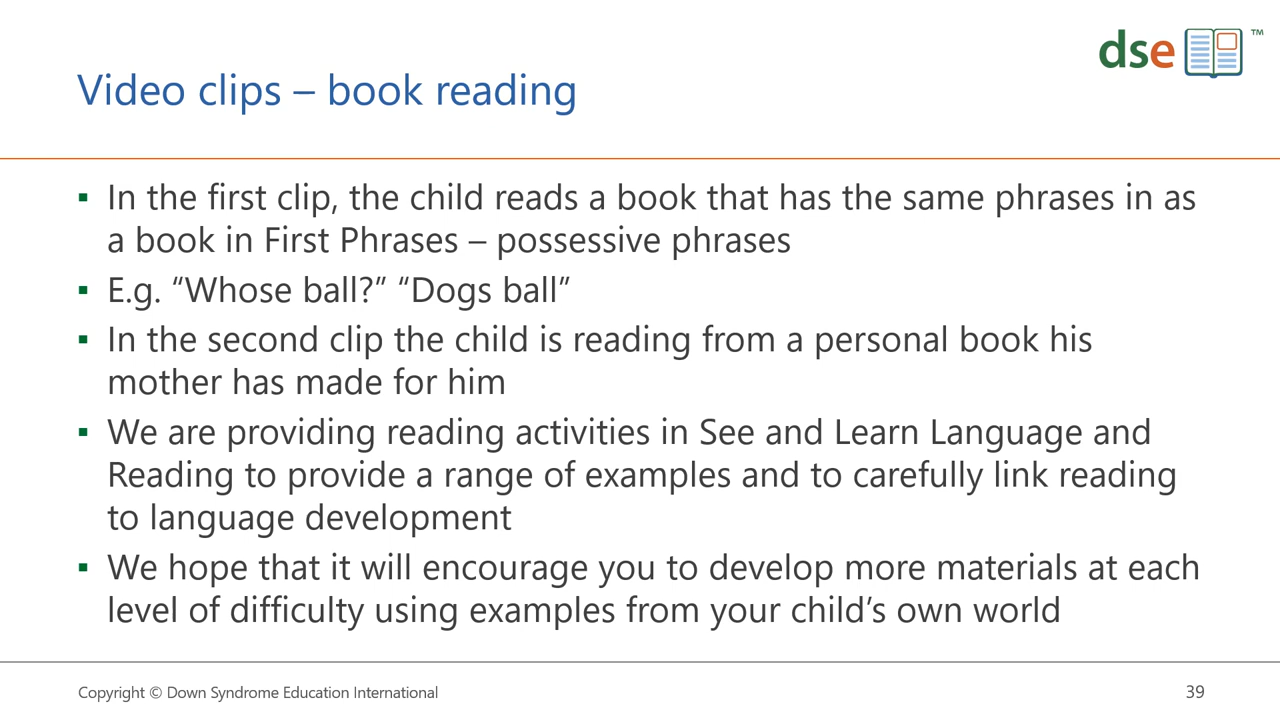 dse ™
Video clips – book reading
▪ In the first clip, the child reads a book that has the same phrases in as
a book in First Phrases – possessive phrases
▪ E.g. “Whose ball?” “Dogs ball”
▪ In the second clip the child is reading from a personal book his
mother has made for him
▪ We are providing reading activities in See and Learn Language and
Reading to provide a range of examples and to carefully link reading
to language development
▪ We hope that it will encourage you to develop more materials at each
level of difficulty using examples from your child’s own world
Copyright © Down Syndrome Education International
39